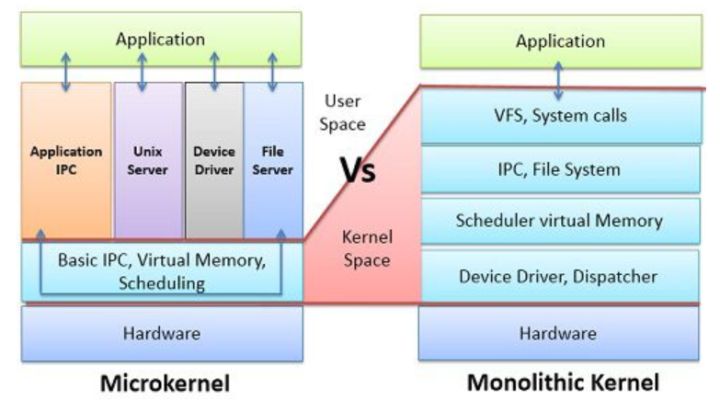 Application
Application
IPC
Unix
Server
Device
Driver
File
Server
Basic IPC, Virtual Memory,
Scheduling
Hardware
Microkernel
User
Space
Vs
Kernel
Space
Application
VFS, System calls
IPC, File System
Scheduler virtual Memory
Device Driver, Dispatcher
Hardware
Monolithic Kernel